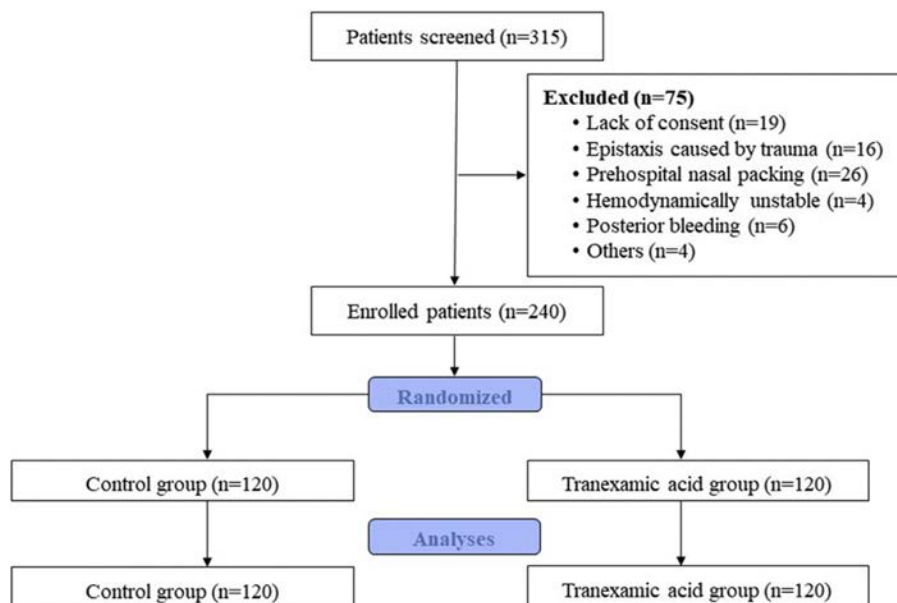 Patients screened (n=315)
Excluded (n=75)
• Lack of consent (n=19)
• Epistaxis caused by trauma (n=16)
• Prehospital nasal packing (n=26)
• Hemodynamically unstable (n=4)
• Posterior bleeding (n=6)
• Others (n=4)
Enrolled patients (n=240)
Randomized
Control group (n=120)
Tranexamic acid group (n=120)
Analyses
Control group (n=120)
Tranexamic acid group (n=120)